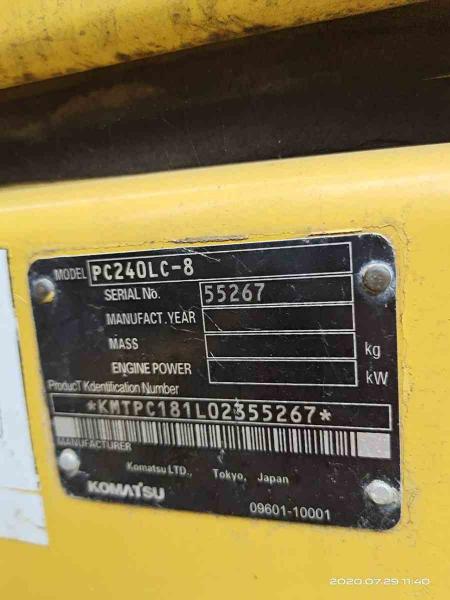 MODEL PC240LC-8
SERIAL No. 55267
MANUFACT.YEAR
MASS kg
ENGINE POWER kW
ProducT Kdentification Number
*KMTPC181L02355267*
MANUFACTURER
Komatsu LTD., Tokyo, Japan
KOMATSU 09601-10001
2020.07.29 11:40